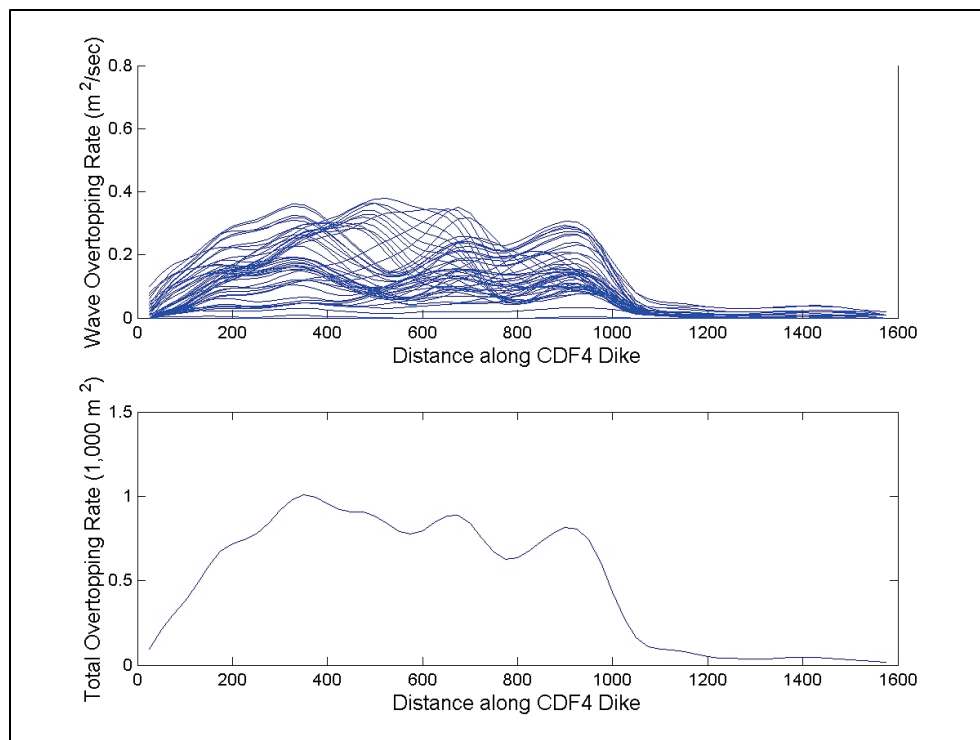 Wave Overtopping Rate (m²/sec)
0.8
0.6
0.4
0.2
0
0 200 400 600 800 1000 1200 1400 1600
Distance along CDF4 Dike
Total Overtopping Rate (1,000 m²)
1.5
1
0.5
0
0 200 400 600 800 1000 1200 1400 1600
Distance along CDF4 Dike